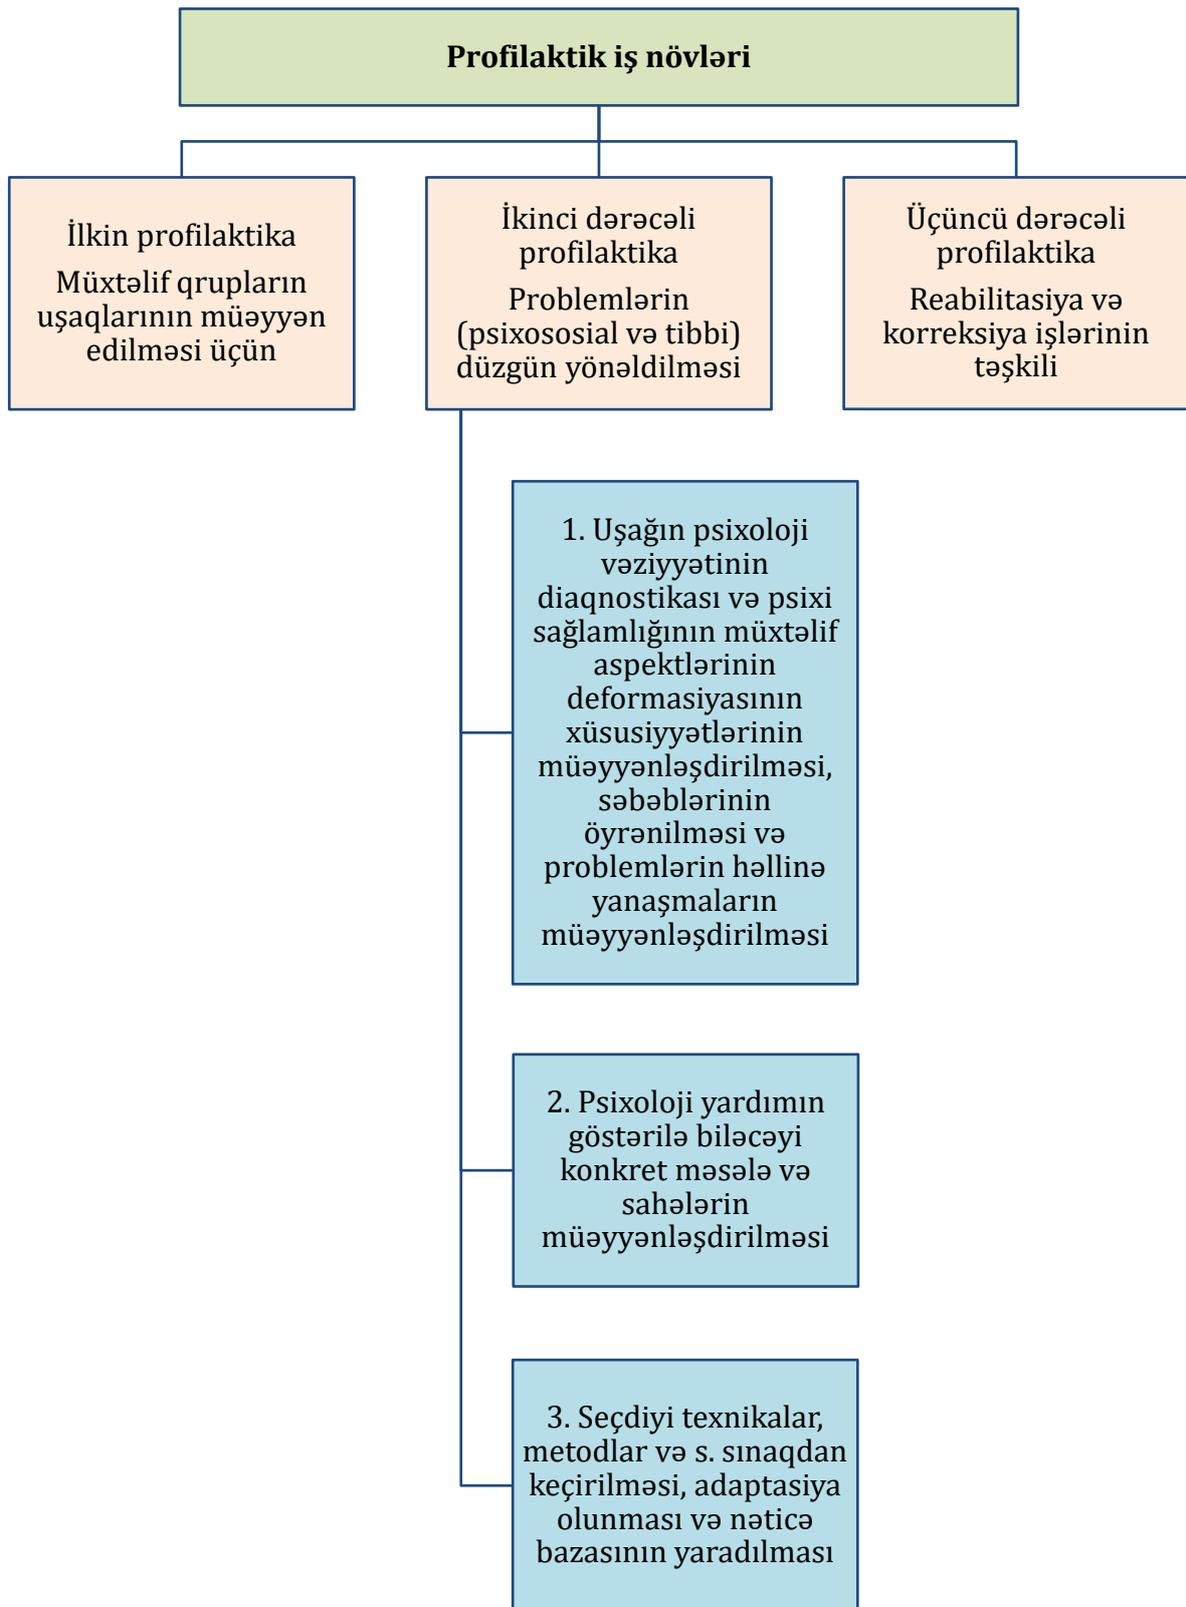 Profilaktik iş növləri
İlkin profilaktika
Müxtəlif qrupların
uşaqlarının müəyyən
edilməsi üçün
İkinci dərəcəli
profilaktika
Problemlərin
(psixososial və tibbi)
düzgün yönəldilməsi
Üçüncü dərəcəli
profilaktika
Reabilitasiya və
korreksiya işlərinin
təşkili
1. Uşağın psixoloji
vəziyyətinin
diaqnostikası və psixi
sağlamlığının müxtəlif
aspektlərinin
deformasiyasının
xüsusiyyətlərinin
müəyyənləşdirilməsi,
səbəblərinin
öyrənilməsi və
problemlərin həllinə
yanaşmaların
müəyyənləşdirilməsi
2. Psixoloji yardımın
göstərilə biləcəyi
konkret məsələ və
sahələrin
müəyyənləşdirilməsi
3. Seçdiyi texnikalar,
metodlar və s. sınaqdan
keçirilməsi, adaptasiya
olunması və nəticə
bazasının yaradılması